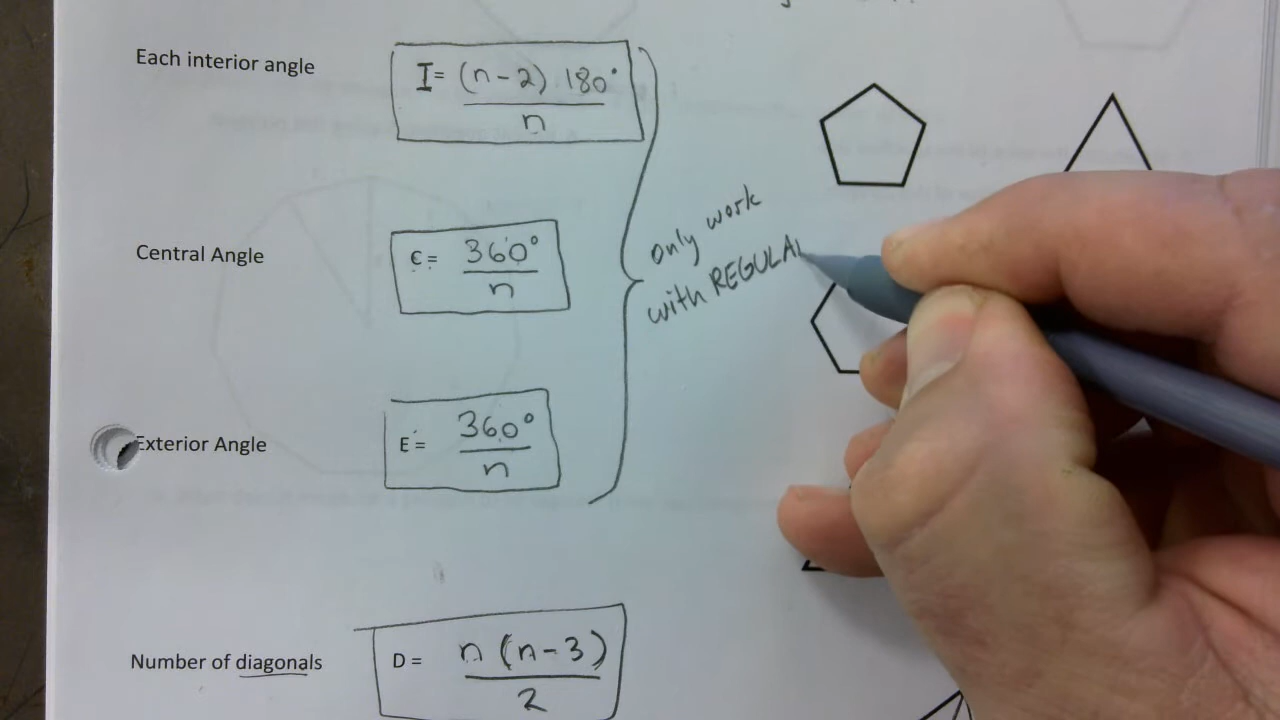 Each interior angle
I = (n-2) 180°
n
Central Angle
C = 360°
n
only work
with REGULAR
Exterior Angle
E = 360°
n
Number of diagonals
D = n (n-3)
2